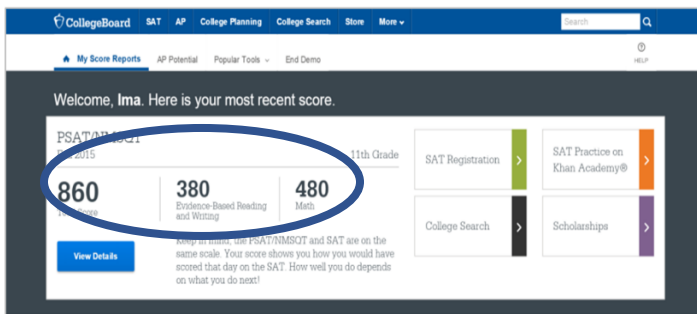 CollegeBoard SAT AP College Planning College Search Store More
Search
My Score Reports AP Potential Popular Tools End Demo
HELP
Welcome, Ima. Here is your most recent score.
PSAT/NMSQT
2015 11th Grade
860
Score
380
Evidence-Based Reading
and Writing
480
Math
View Details
Keep in mind, the PSAT/NMSQT and SAT are on the
same scale. Your score shows you how you would have
scored that day on the SAT. How well you do depends
on what you do next!
SAT Registration
SAT Practice on
Khan Academy®
College Search
Scholarships